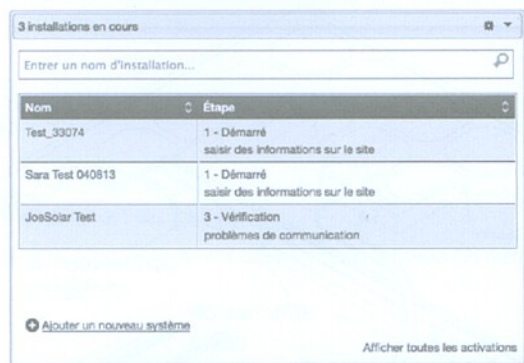 3 installations en cours
Entrer un nom d'installation...
Nom Étape
Test_33074 1 - Démarré
saisir des informations sur le site
Sara Test 040813 1 - Démarré
saisir des informations sur le site
JoeSolar Test 3 - Vérification
problèmes de communication
Ajouter un nouveau système
Afficher toutes les activations